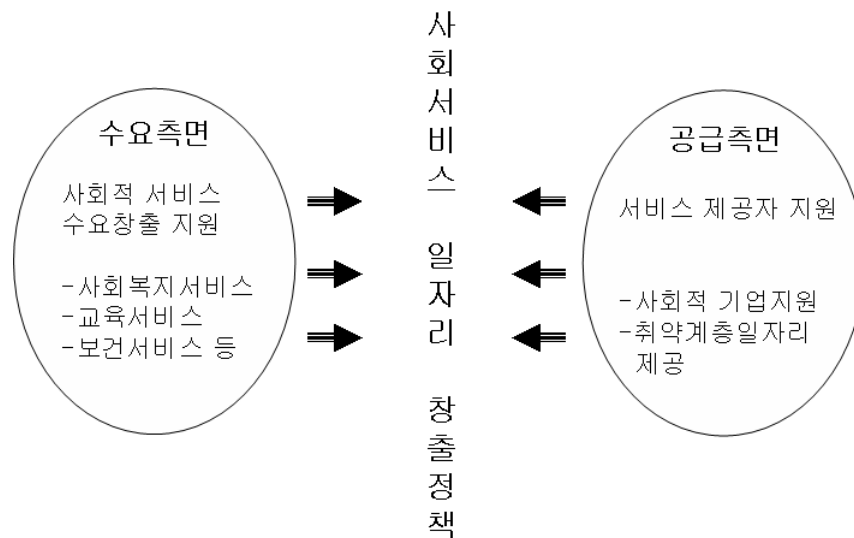 수요측면
사회적 서비스
수요창출 지원
-사회복지서비스
-교육서비스
-보건서비스 등
사회서비스 일자리 창출정책
공급측면
서비스 제공자 지원
-사회적 기업지원
-취약계층일자리
제공